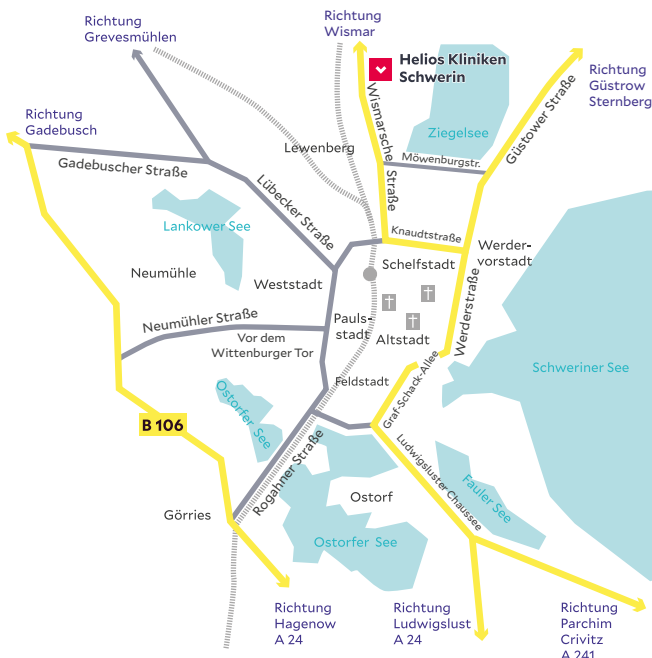 Richtung
Wismar
Richtung
Grevesmühlen
Helios Kliniken
Schwerin
Richtung
Güstrow
Sternberg
Richtung
Gadebusch
Ziegelsee
Güstower Straße
Wismarsche Straße
Lewenberg
Möwenburgstr.
Gadebuscher Straße
Lübecker Straße
Lankower See
Knaudtstraße
Werder-
vorstadt
Schelfstadt
Neumühle
Weststadt
Werderstraße
Neumühler Straße
Pauls-
stadt
Vor dem
Wittenburger Tor
Altstadt
Schweriner See
Feldstadt
Graf-Schack-Allee
Ostorfer See
B 106
Rogahner Straße
Ludwigsluster Chaussee
Fauler See
Ostorf
Görries
Ostorfer See
Richtung
Hagenow
A 24
Richtung
Ludwigslust
A 24
Richtung
Parchim
Crivitz
A 241